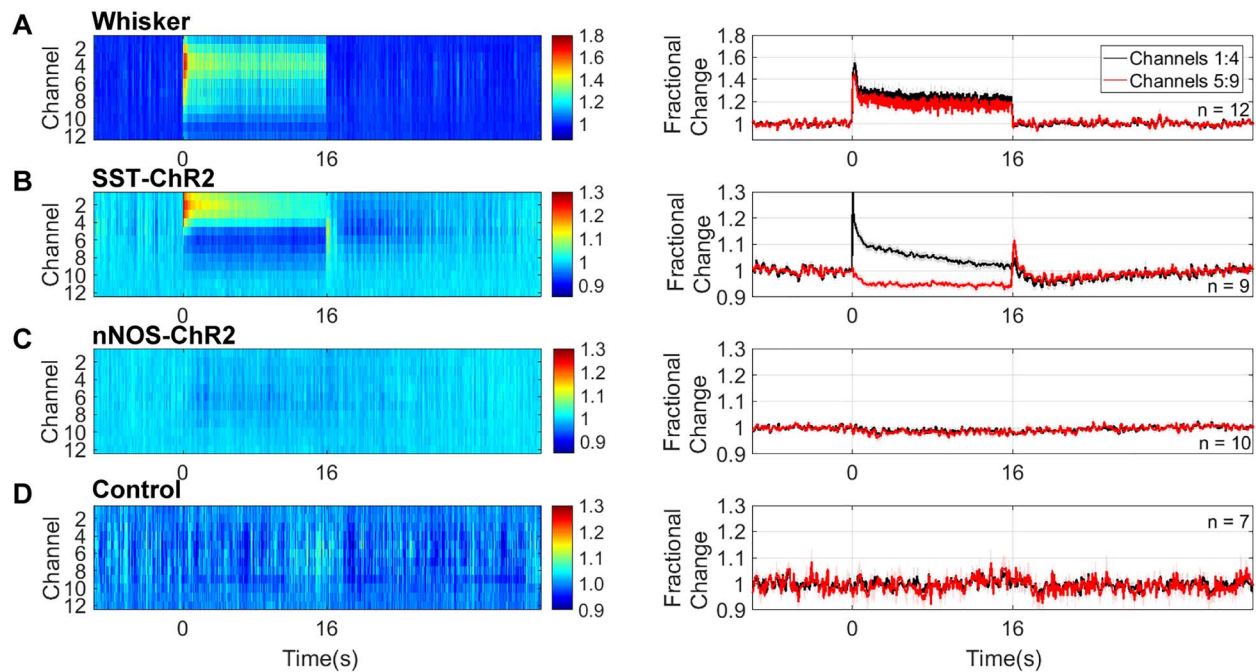 A
Whisker
Channel
2
4
6
8
10
12
0
16
1.8
1.6
1.4
1.2
1
Fractional
Change
1.8
1.6
1.4
1.2
1
Channels 1:4
Channels 5:9
n = 12
0
16
B
SST-ChR2
Channel
2
4
6
8
10
12
0
16
1.3
1.2
1.1
1
0.9
Fractional
Change
1.3
1.2
1.1
1
0.9
n = 9
0
16
C
nNOS-ChR2
Channel
2
4
6
8
10
12
0
16
1.3
1.2
1.1
1
0.9
Fractional
Change
1.3
1.2
1.1
1
0.9
n = 10
0
16
D
Control
Channel
2
4
6
8
10
12
0
16
Time(s)
1.3
1.2
1.1
1.0
0.9
Fractional
Change
1.3
1.2
1.1
1
0.9
n = 7
0
16
Time(s)